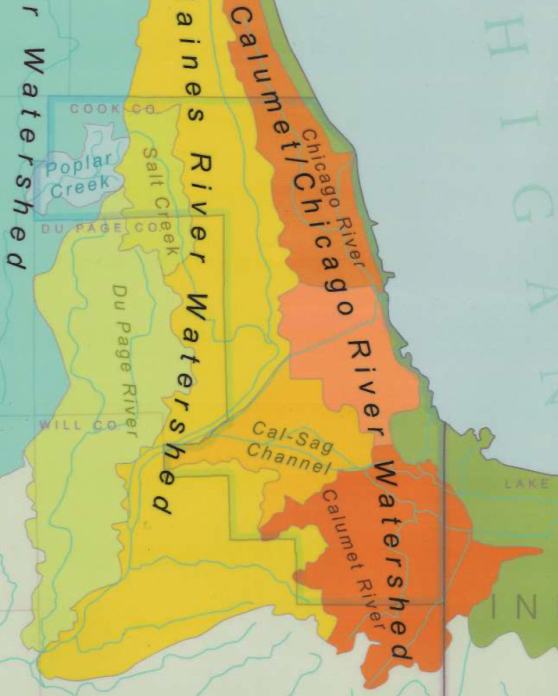 r Watershed
aines River Watershed
Calumet/Chicago River Watershed
H I G A N
COOK CO.
Poplar
Creek
Salt Creek
Chicago River
DU PAGE CO.
Du Page River
WILL CO.
Cal-Sag
Channel
Calumet River
LAKE
I N